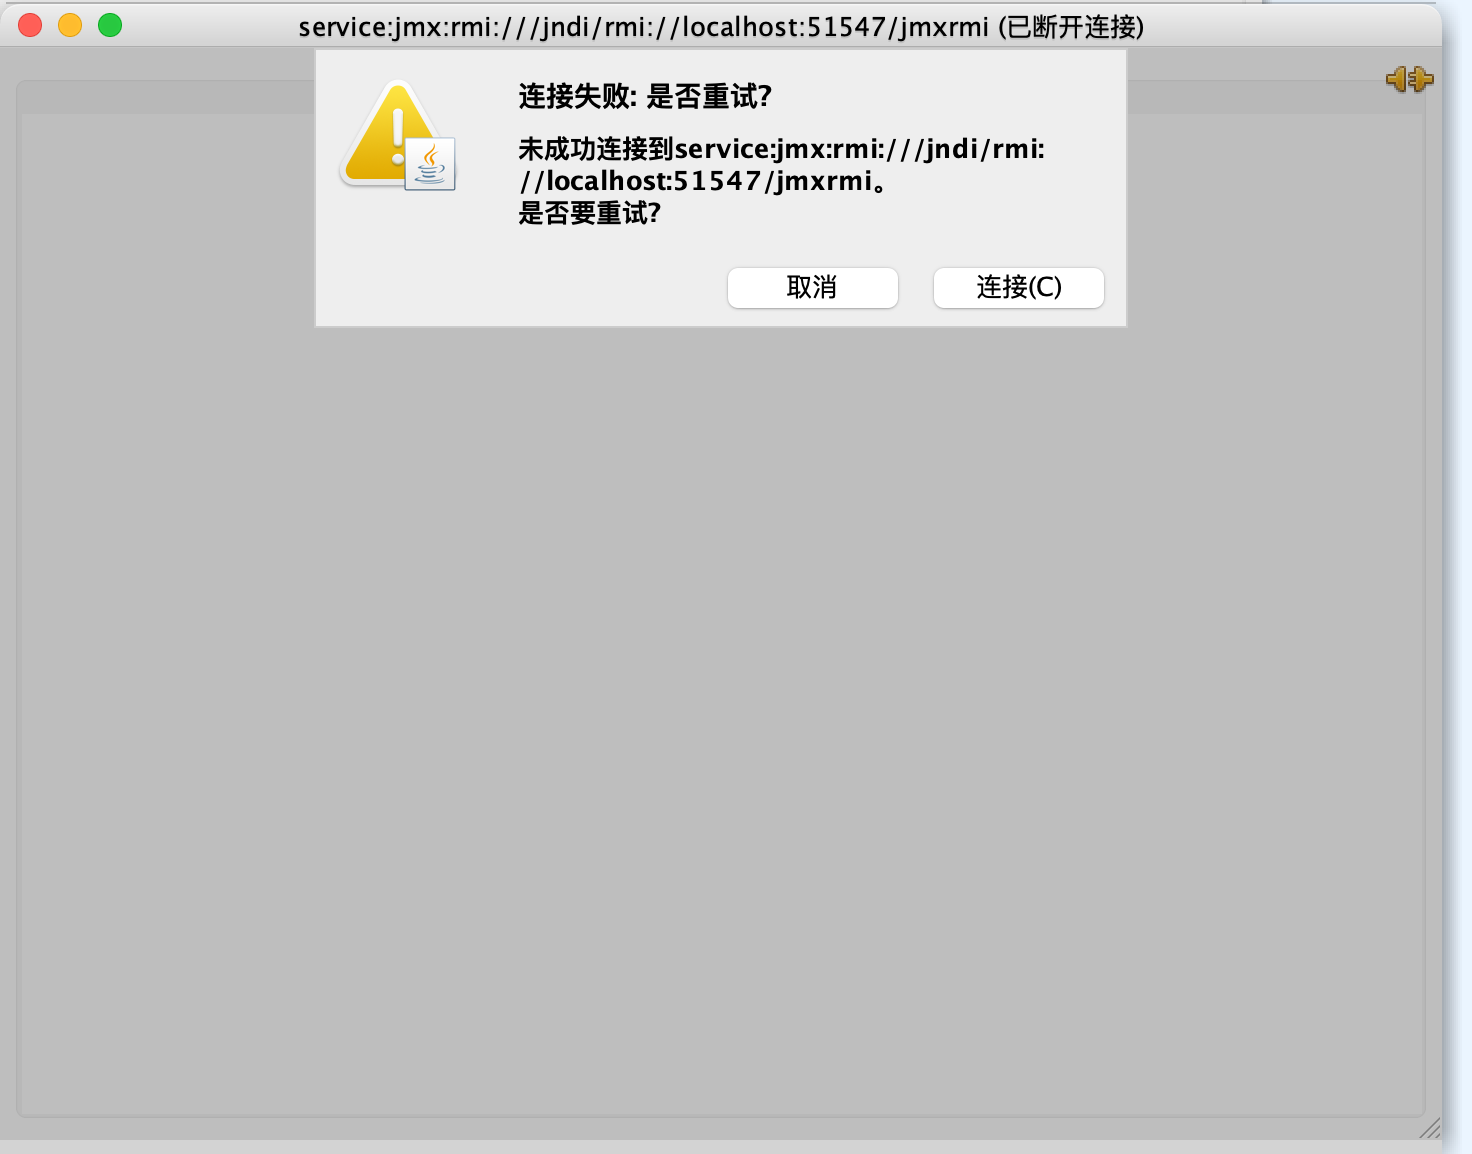 service:jmx:rmi:///jndi/rmi://localhost:51547/jmxrmi (已断开连接)
连接失败: 是否重试?
未成功连接到service:jmx:rmi:///jndi/rmi:
//localhost:51547/jmxrmi。
是否要重试?
取消
连接(C)